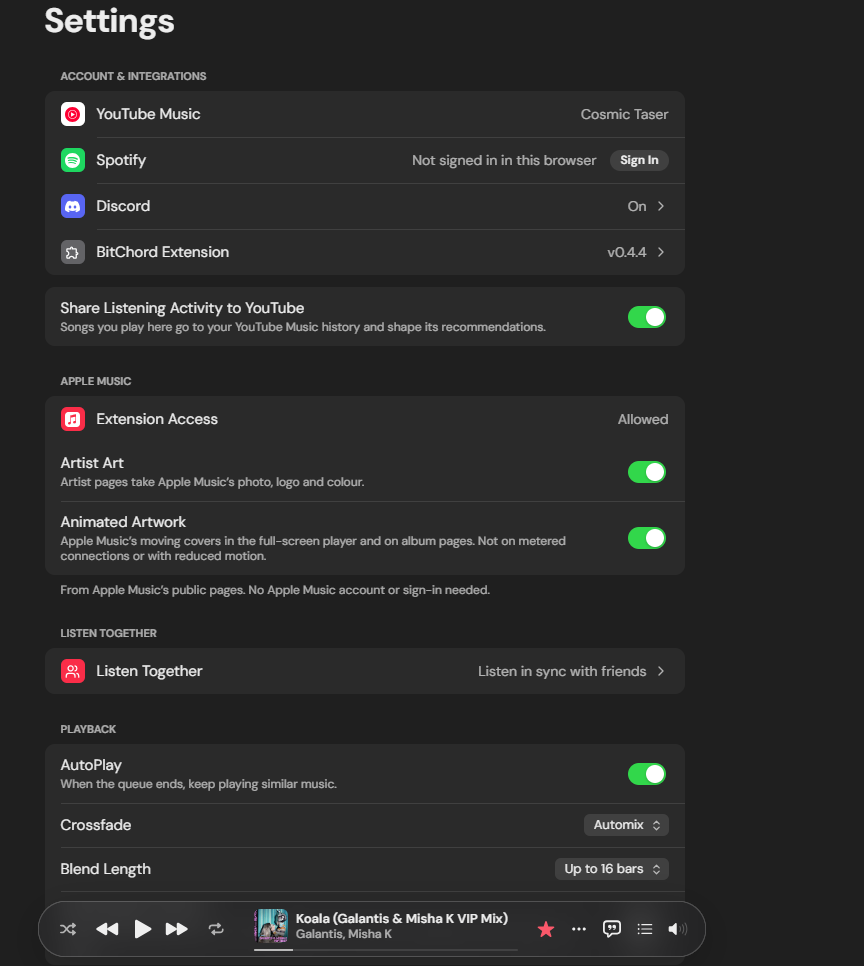 Settings
ACCOUNT & INTEGRATIONS
YouTube Music
Cosmic Taser
Spotify
Not signed in in this browser
Sign In
Discord
On
BitChord Extension
v0.4.4
Share Listening Activity to YouTube
Songs you play here go to your YouTube Music history and shape its recommendations.
APPLE MUSIC
Extension Access
Allowed
Artist Art
Artist pages take Apple Music's photo, logo and colour.
Animated Artwork
Apple Music's moving covers in the full-screen player and on album pages. Not on metered
connections or with reduced motion.
From Apple Music's public pages. No Apple Music account or sign-in needed.
LISTEN TOGETHER
Listen Together
Listen in sync with friends
PLAYBACK
AutoPlay
When the queue ends, keep playing similar music.
Crossfade
Automix
Blend Length
Up to 16 bars
Koala (Galantis & Misha K VIP Mix)
Galantis, Misha K